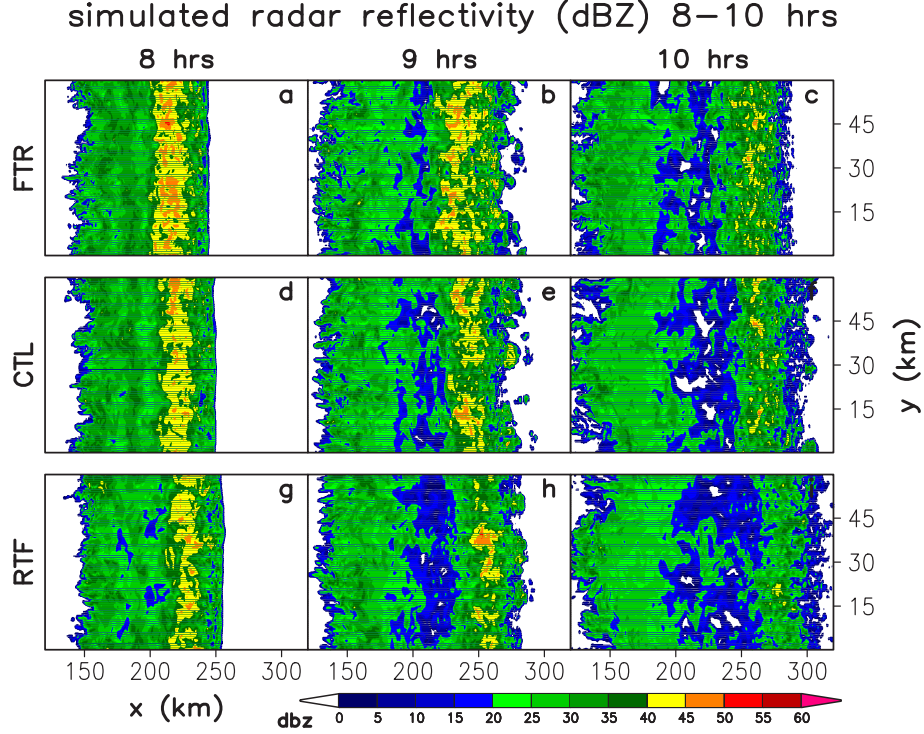 simulated radar reflectivity (dBZ) 8−10 hrs
8 hrs 9 hrs 10 hrs
FTR a b c 45
30
15
CTL d e 45
30
15
y (km)
RTF g h 45
30
15
150 200 250 300 150 200 250 300 150 200 250 300
x (km)
dbz 0 5 10 15 20 25 30 35 40 45 50 55 60